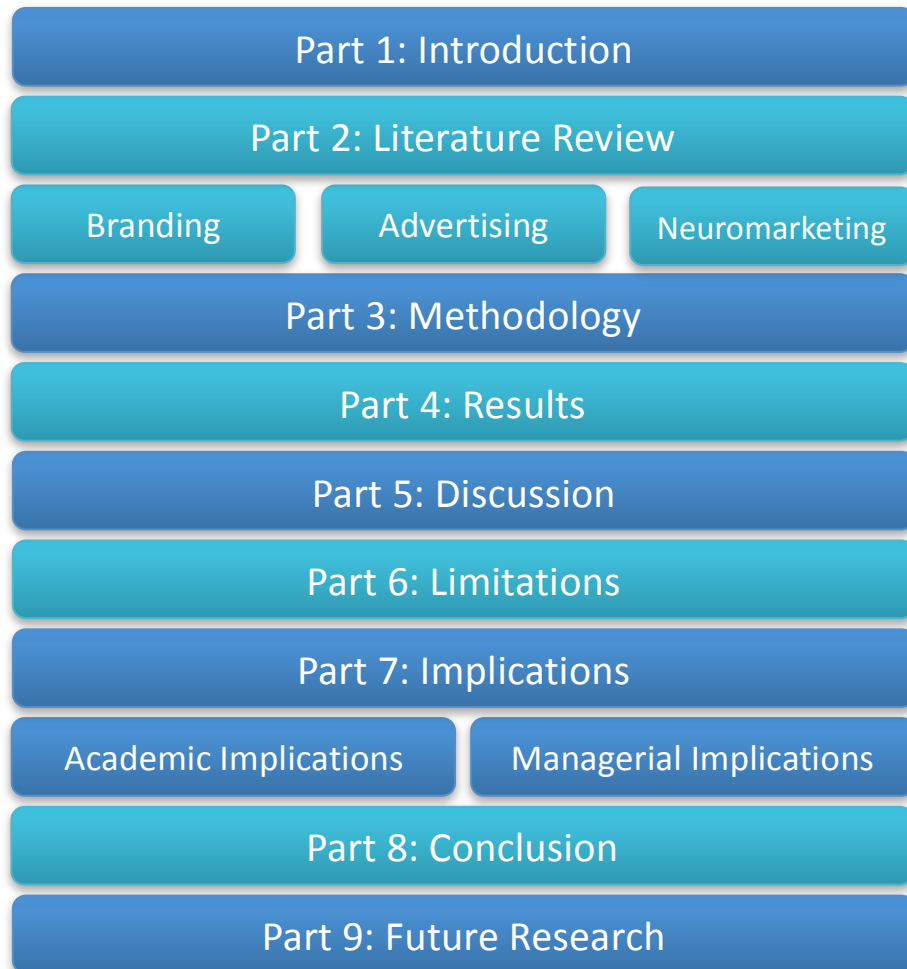 Part 1: Introduction
Part 2: Literature Review
Branding
Advertising
Neuromarketing
Part 3: Methodology
Part 4: Results
Part 5: Discussion
Part 6: Limitations
Part 7: Implications
Academic Implications
Managerial Implications
Part 8: Conclusion
Part 9: Future Research